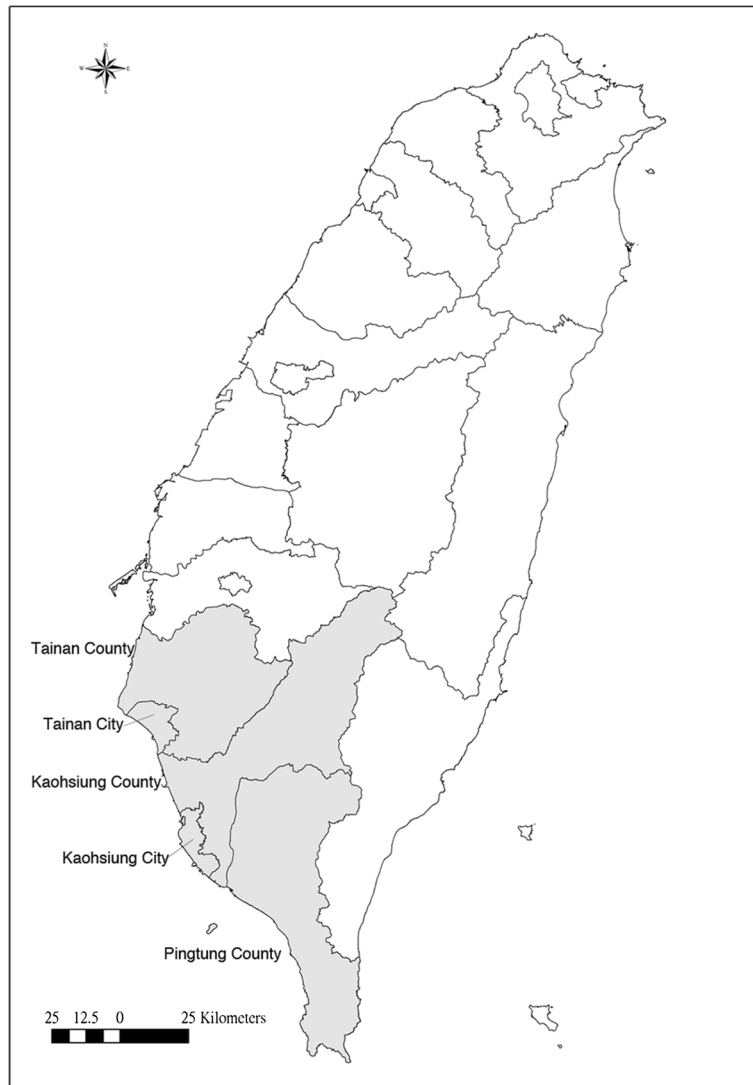 N
W E
S
Tainan County
Tainan City
Kaohsiung County
Kaohsiung City
Pingtung County
25 12.5 0 25 Kilometers